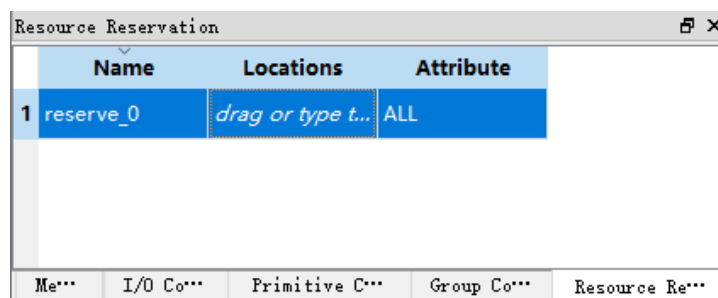 Resource Reservation
Name Locations Attribute
1 reserve_0 drag or type t... ALL
Me... I/O Co... Primitive C... Group Co... Resource Re...